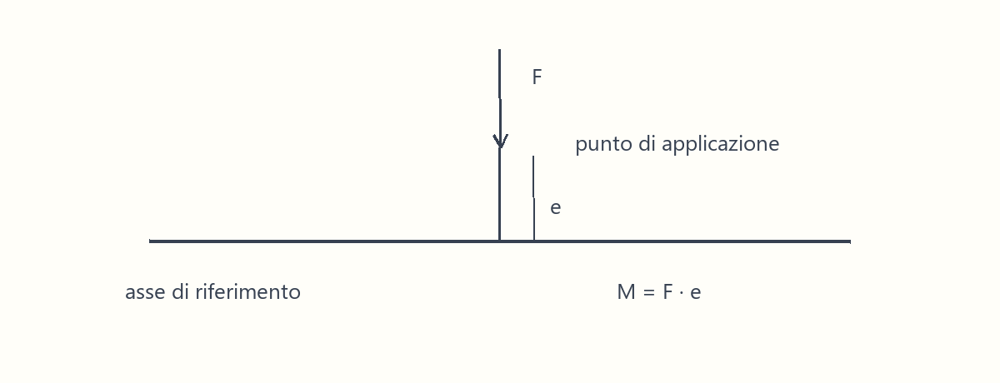 F
punto di applicazione
e
asse di riferimento
M = F · e